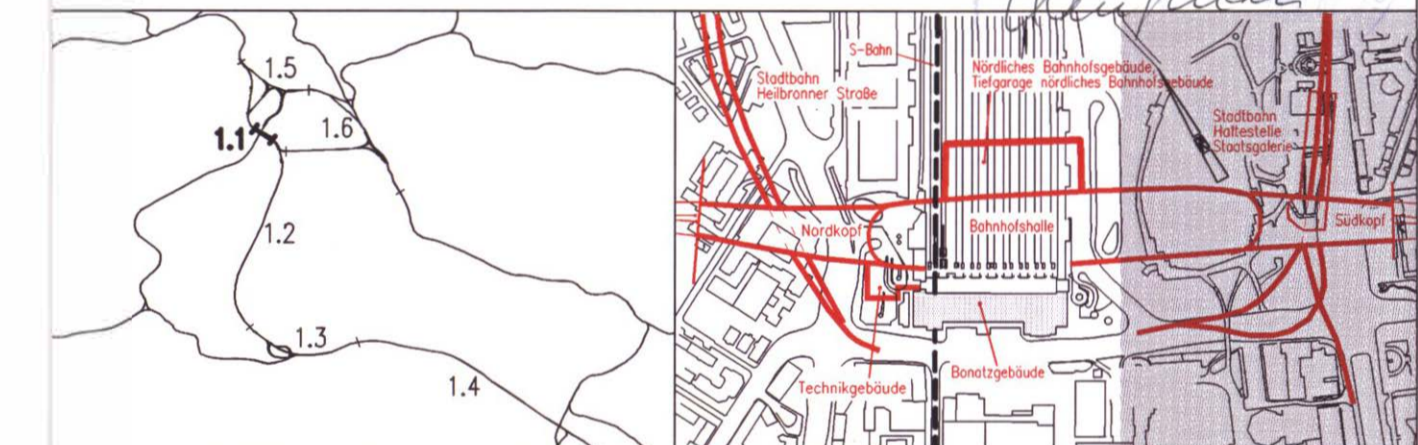 1.5
1.1
1.6
1.2
1.3
1.4
S-Bahn
Stadtbahn
Heilbronner Straße
Nördliches Bahnhofsgebäude,
Tiefgarage nördliches Bahnhofsgebäude
Stadtbahn
Haltestelle
Staatsgalerie
Nordkopf
Bahnhofshalle
Südkopf
Technikgebäude
Bonatzgebäude